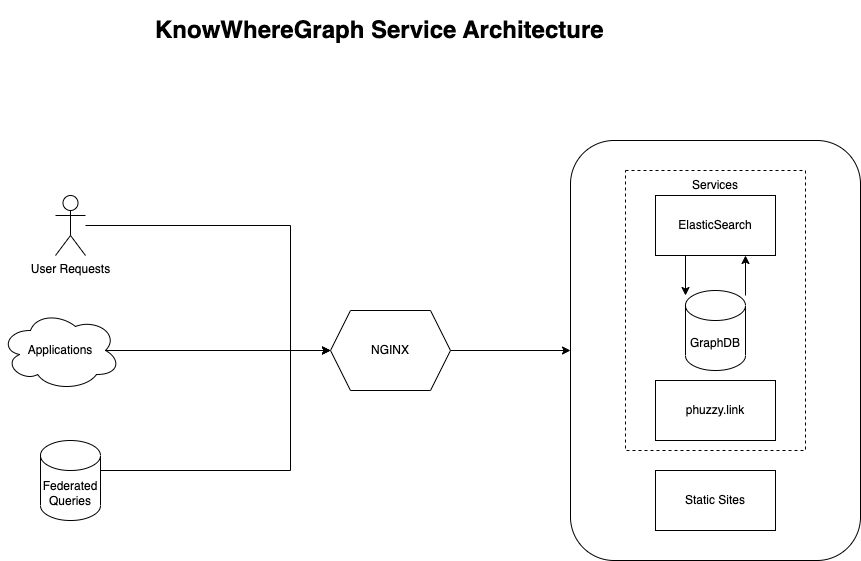 KnowWhereGraph Service Architecture
Services
ElasticSearch
User Requests
GraphDB
Applications
NGINX
phuzzy.link
Federated
Queries
Static Sites